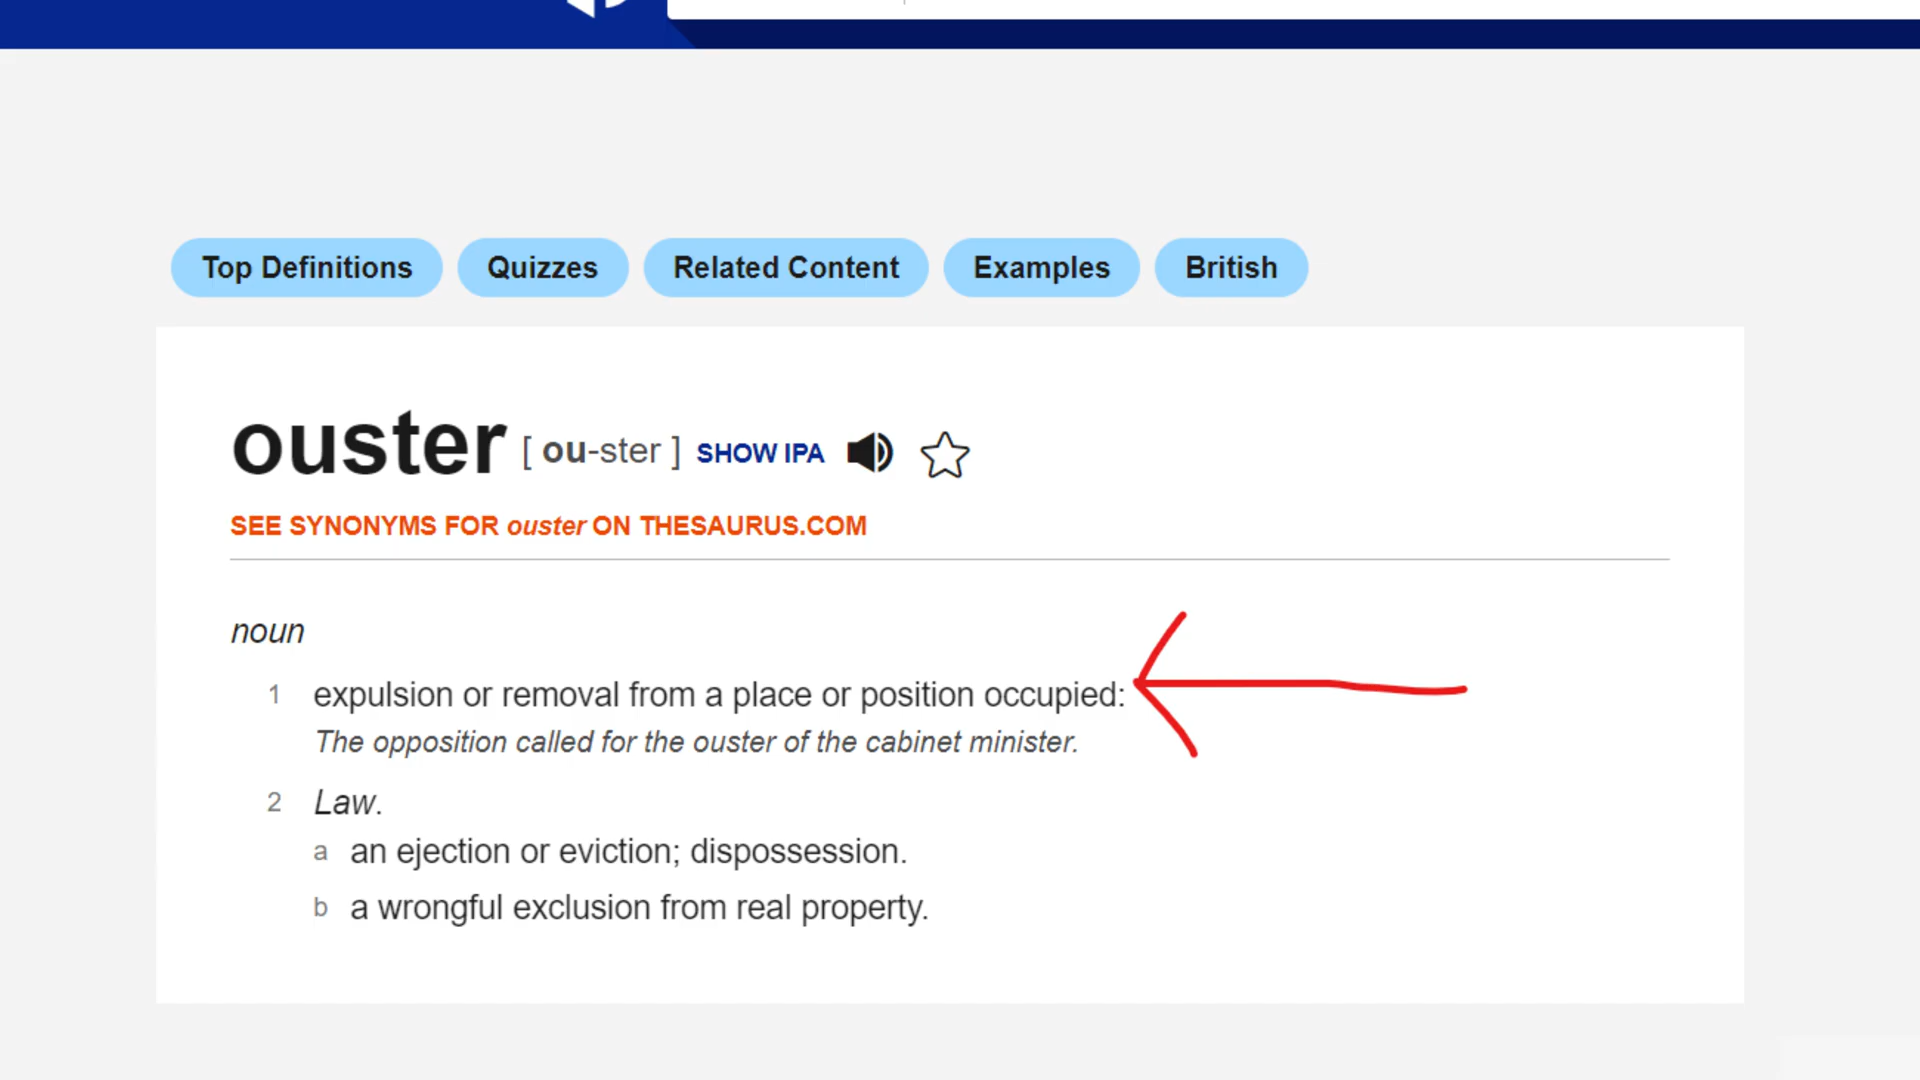 Top Definitions Quizzes Related Content Examples British
ouster [ ou-ster ] SHOW IPA
SEE SYNONYMS FOR ouster ON THESAURUS.COM
noun
1 expulsion or removal from a place or position occupied:
The opposition called for the ouster of the cabinet minister.
2 Law.
a an ejection or eviction; dispossession.
b a wrongful exclusion from real property.